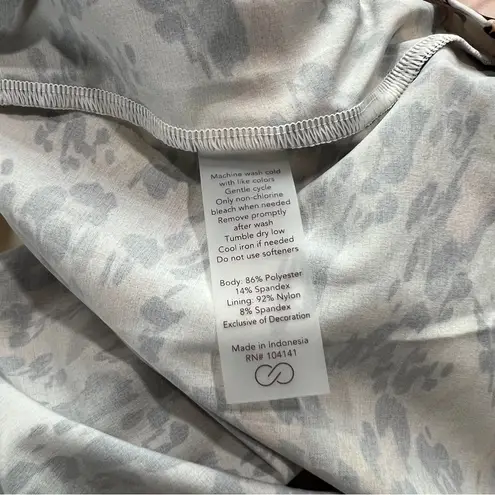 Machine wash cold
with like colors
Gentle cycle
Only non-chlorine
bleach when needed
Remove promptly
after wash
Tumble dry low
Cool iron if needed
Do not use softeners
Body: 86% Polyester
14% Spandex
Lining: 92% Nylon
8% Spandex
Exclusive of Decoration
Made in Indonesia
RN# 104141